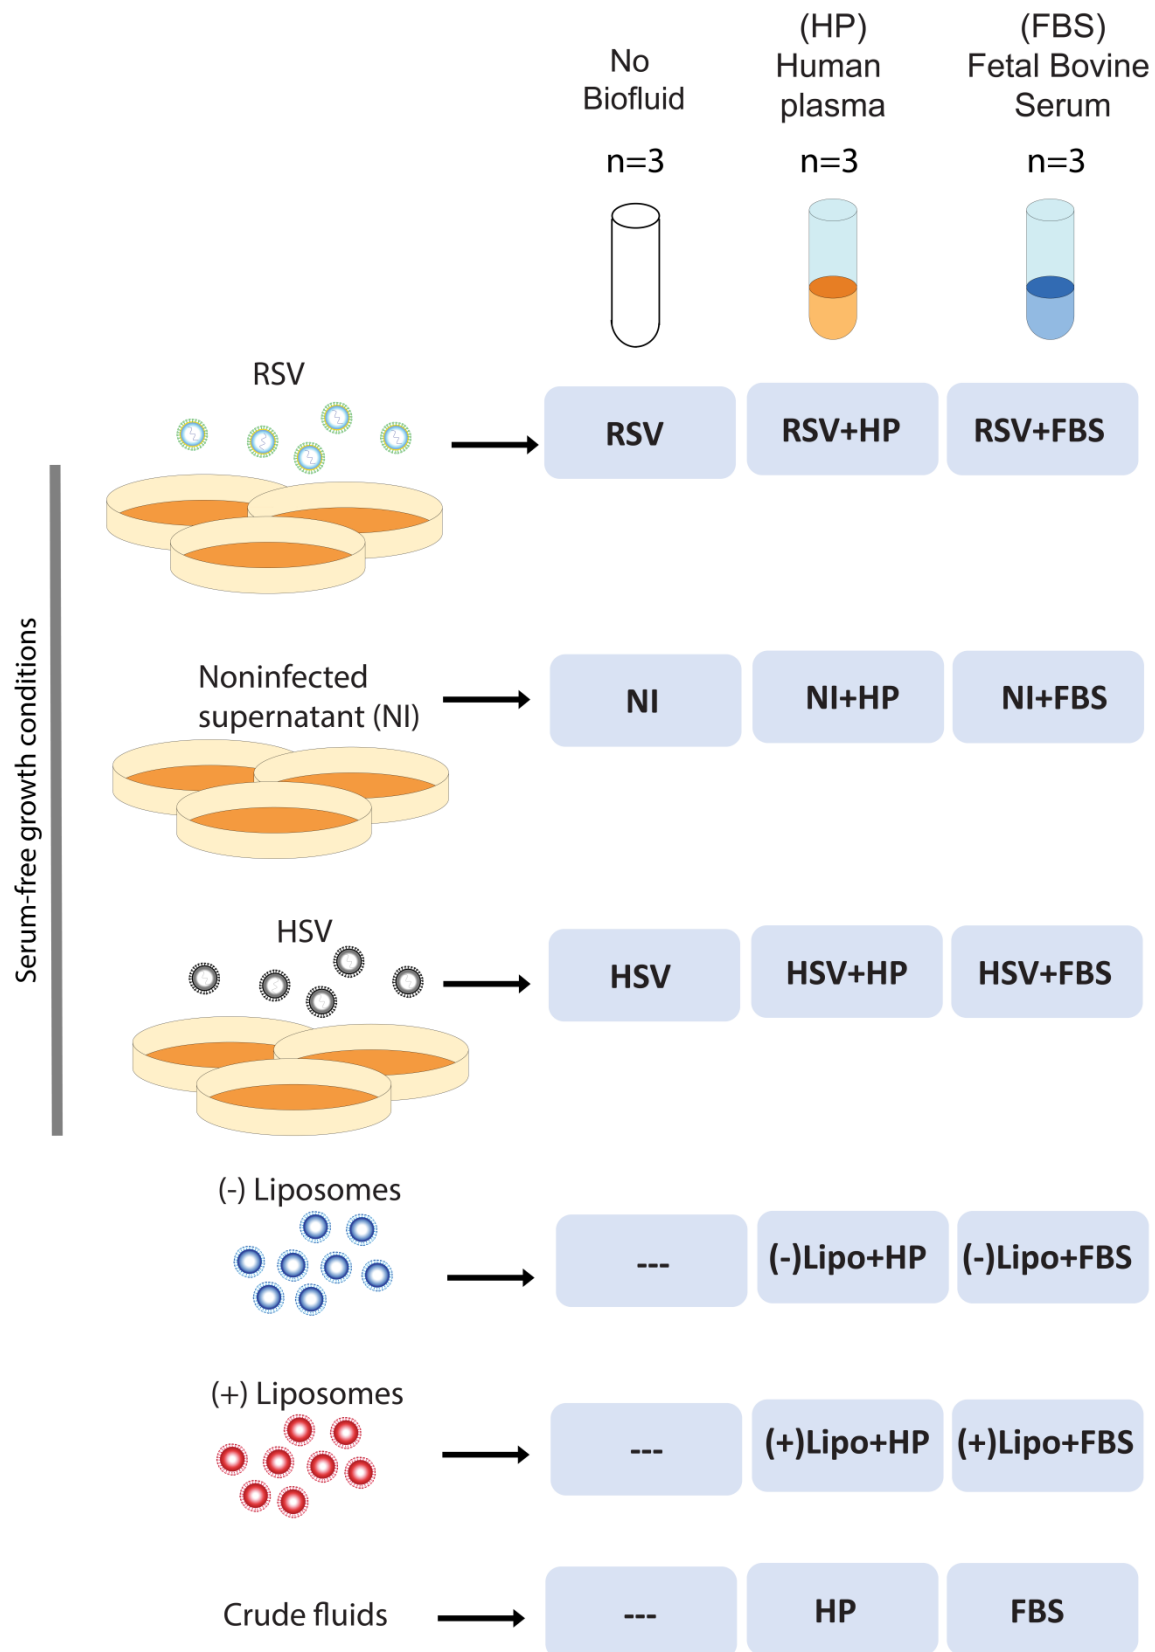 No
Biofluid
n=3
(HP)
Human
plasma
n=3
(FBS)
Fetal Bovine
Serum
n=3
Serum-free growth conditions
RSV
RSV
RSV+HP
RSV+FBS
Noninfected
supernatant (NI)
NI
NI+HP
NI+FBS
HSV
HSV
HSV+HP
HSV+FBS
(-) Liposomes
---
(-)Lipo+HP
(-)Lipo+FBS
(+) Liposomes
---
(+)Lipo+HP
(+)Lipo+FBS
Crude fluids
---
HP
FBS